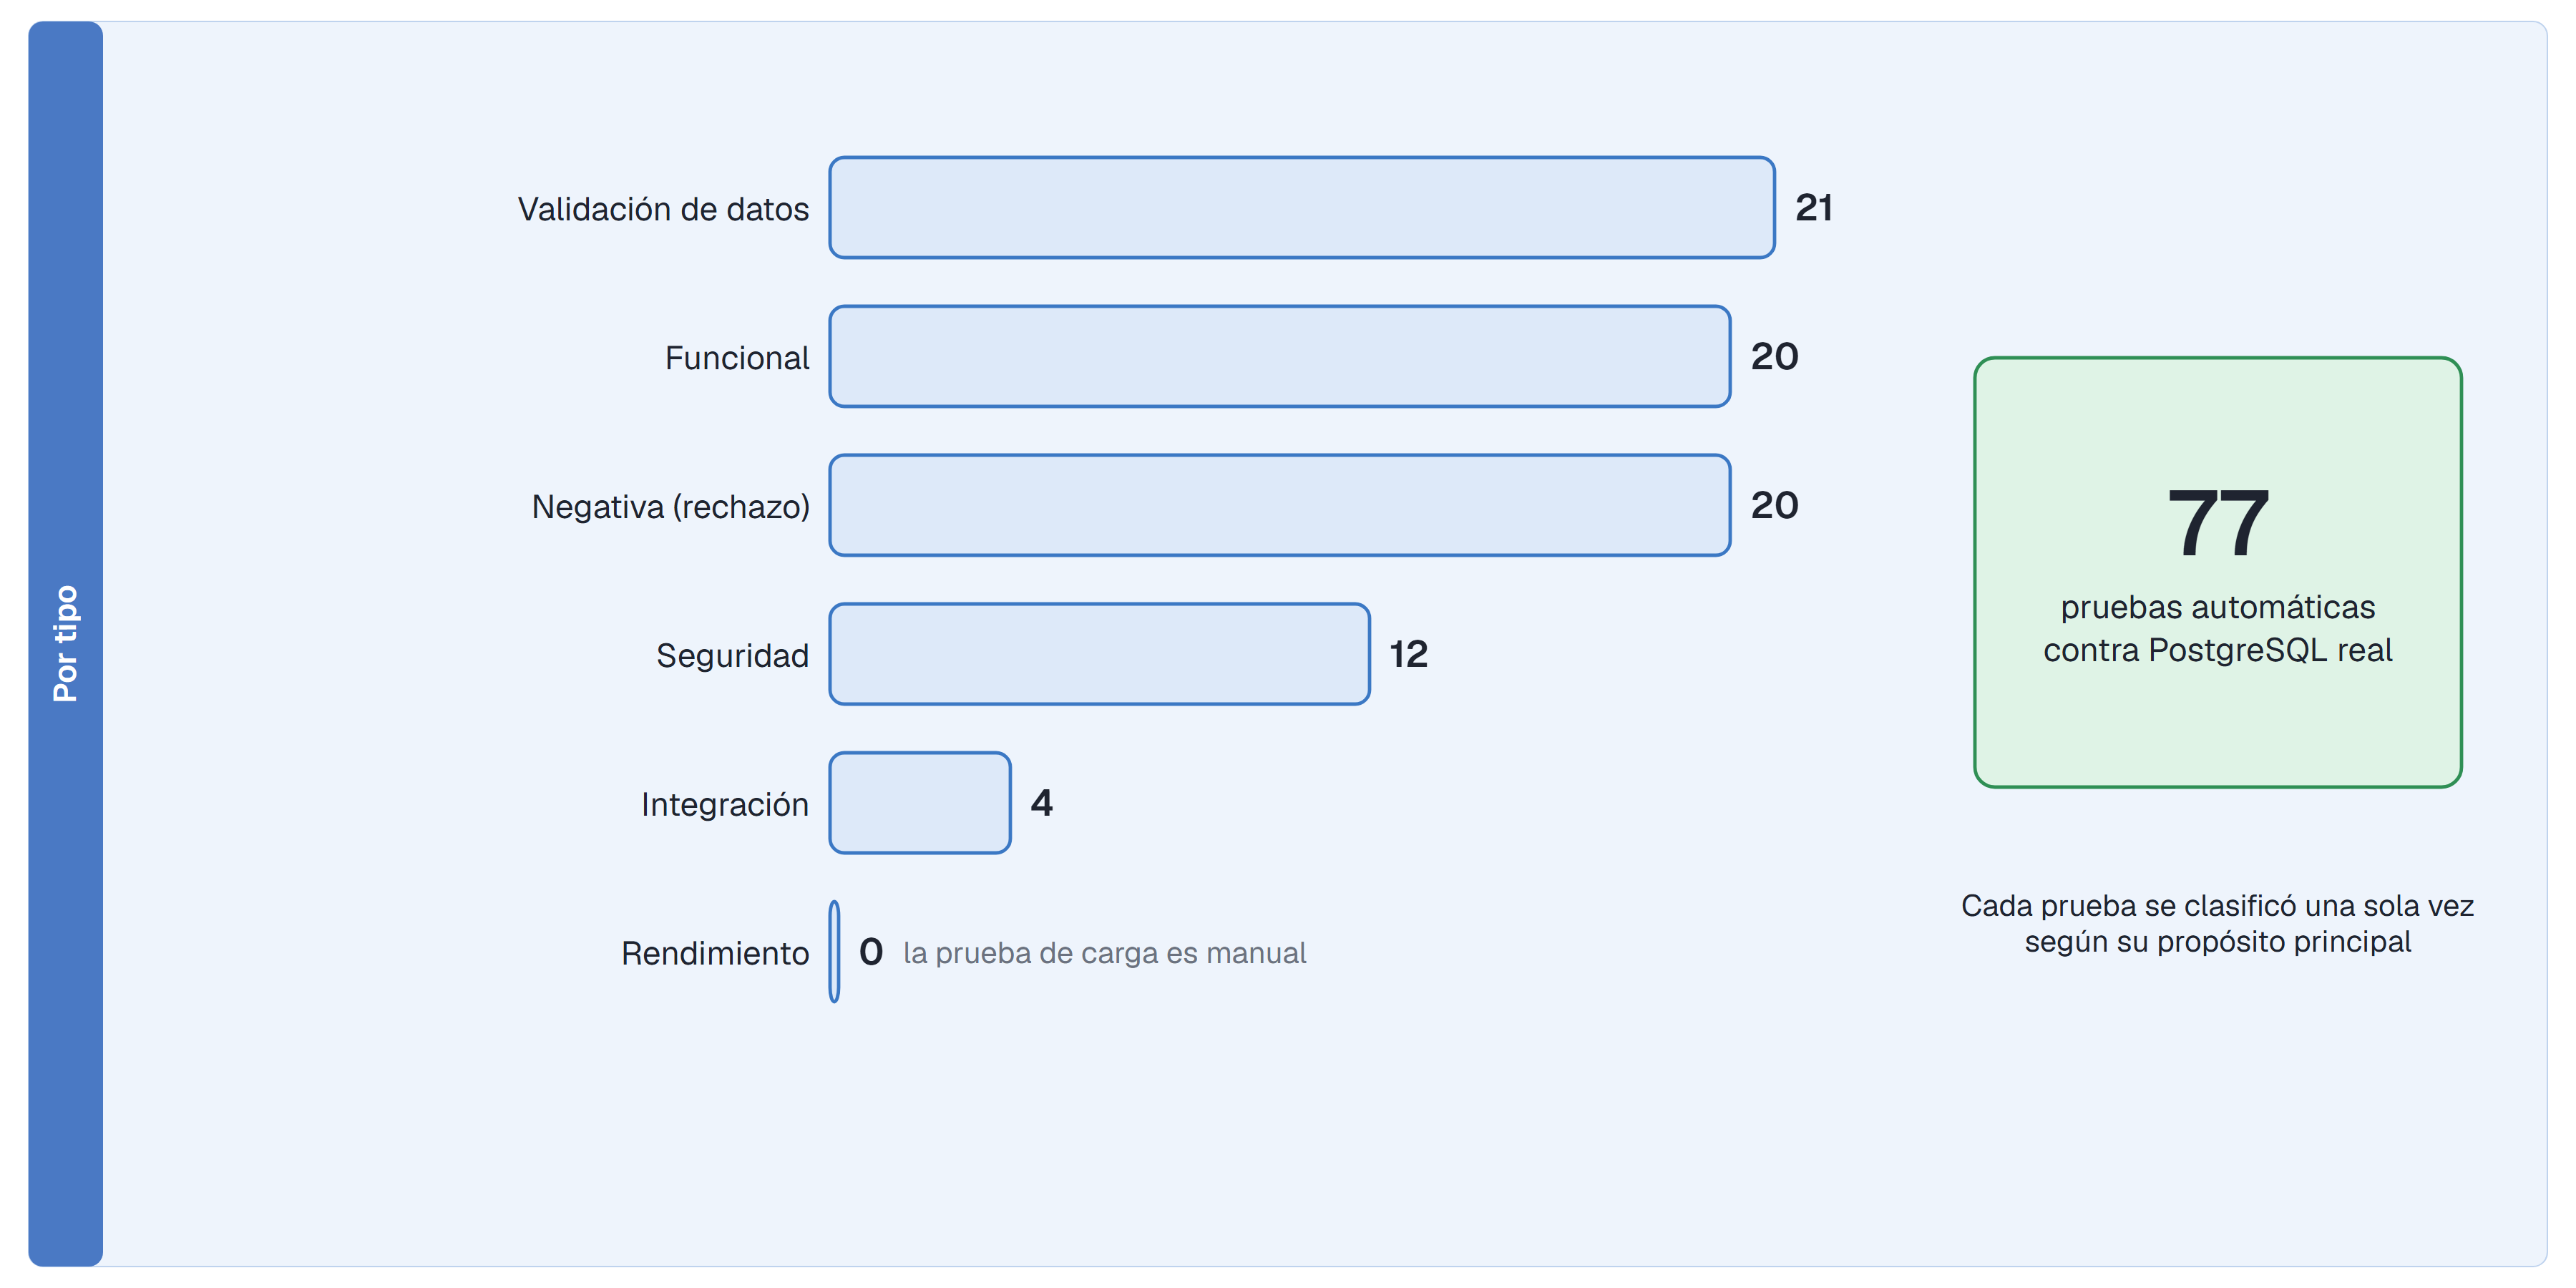 Por tipo
Validación de datos 21
Funcional 20
Negativa (rechazo) 20
Seguridad 12
Integración 4
Rendimiento 0 la prueba de carga es manual
77
pruebas automáticas
contra PostgreSQL real
Cada prueba se clasificó una sola vez
según su propósito principal